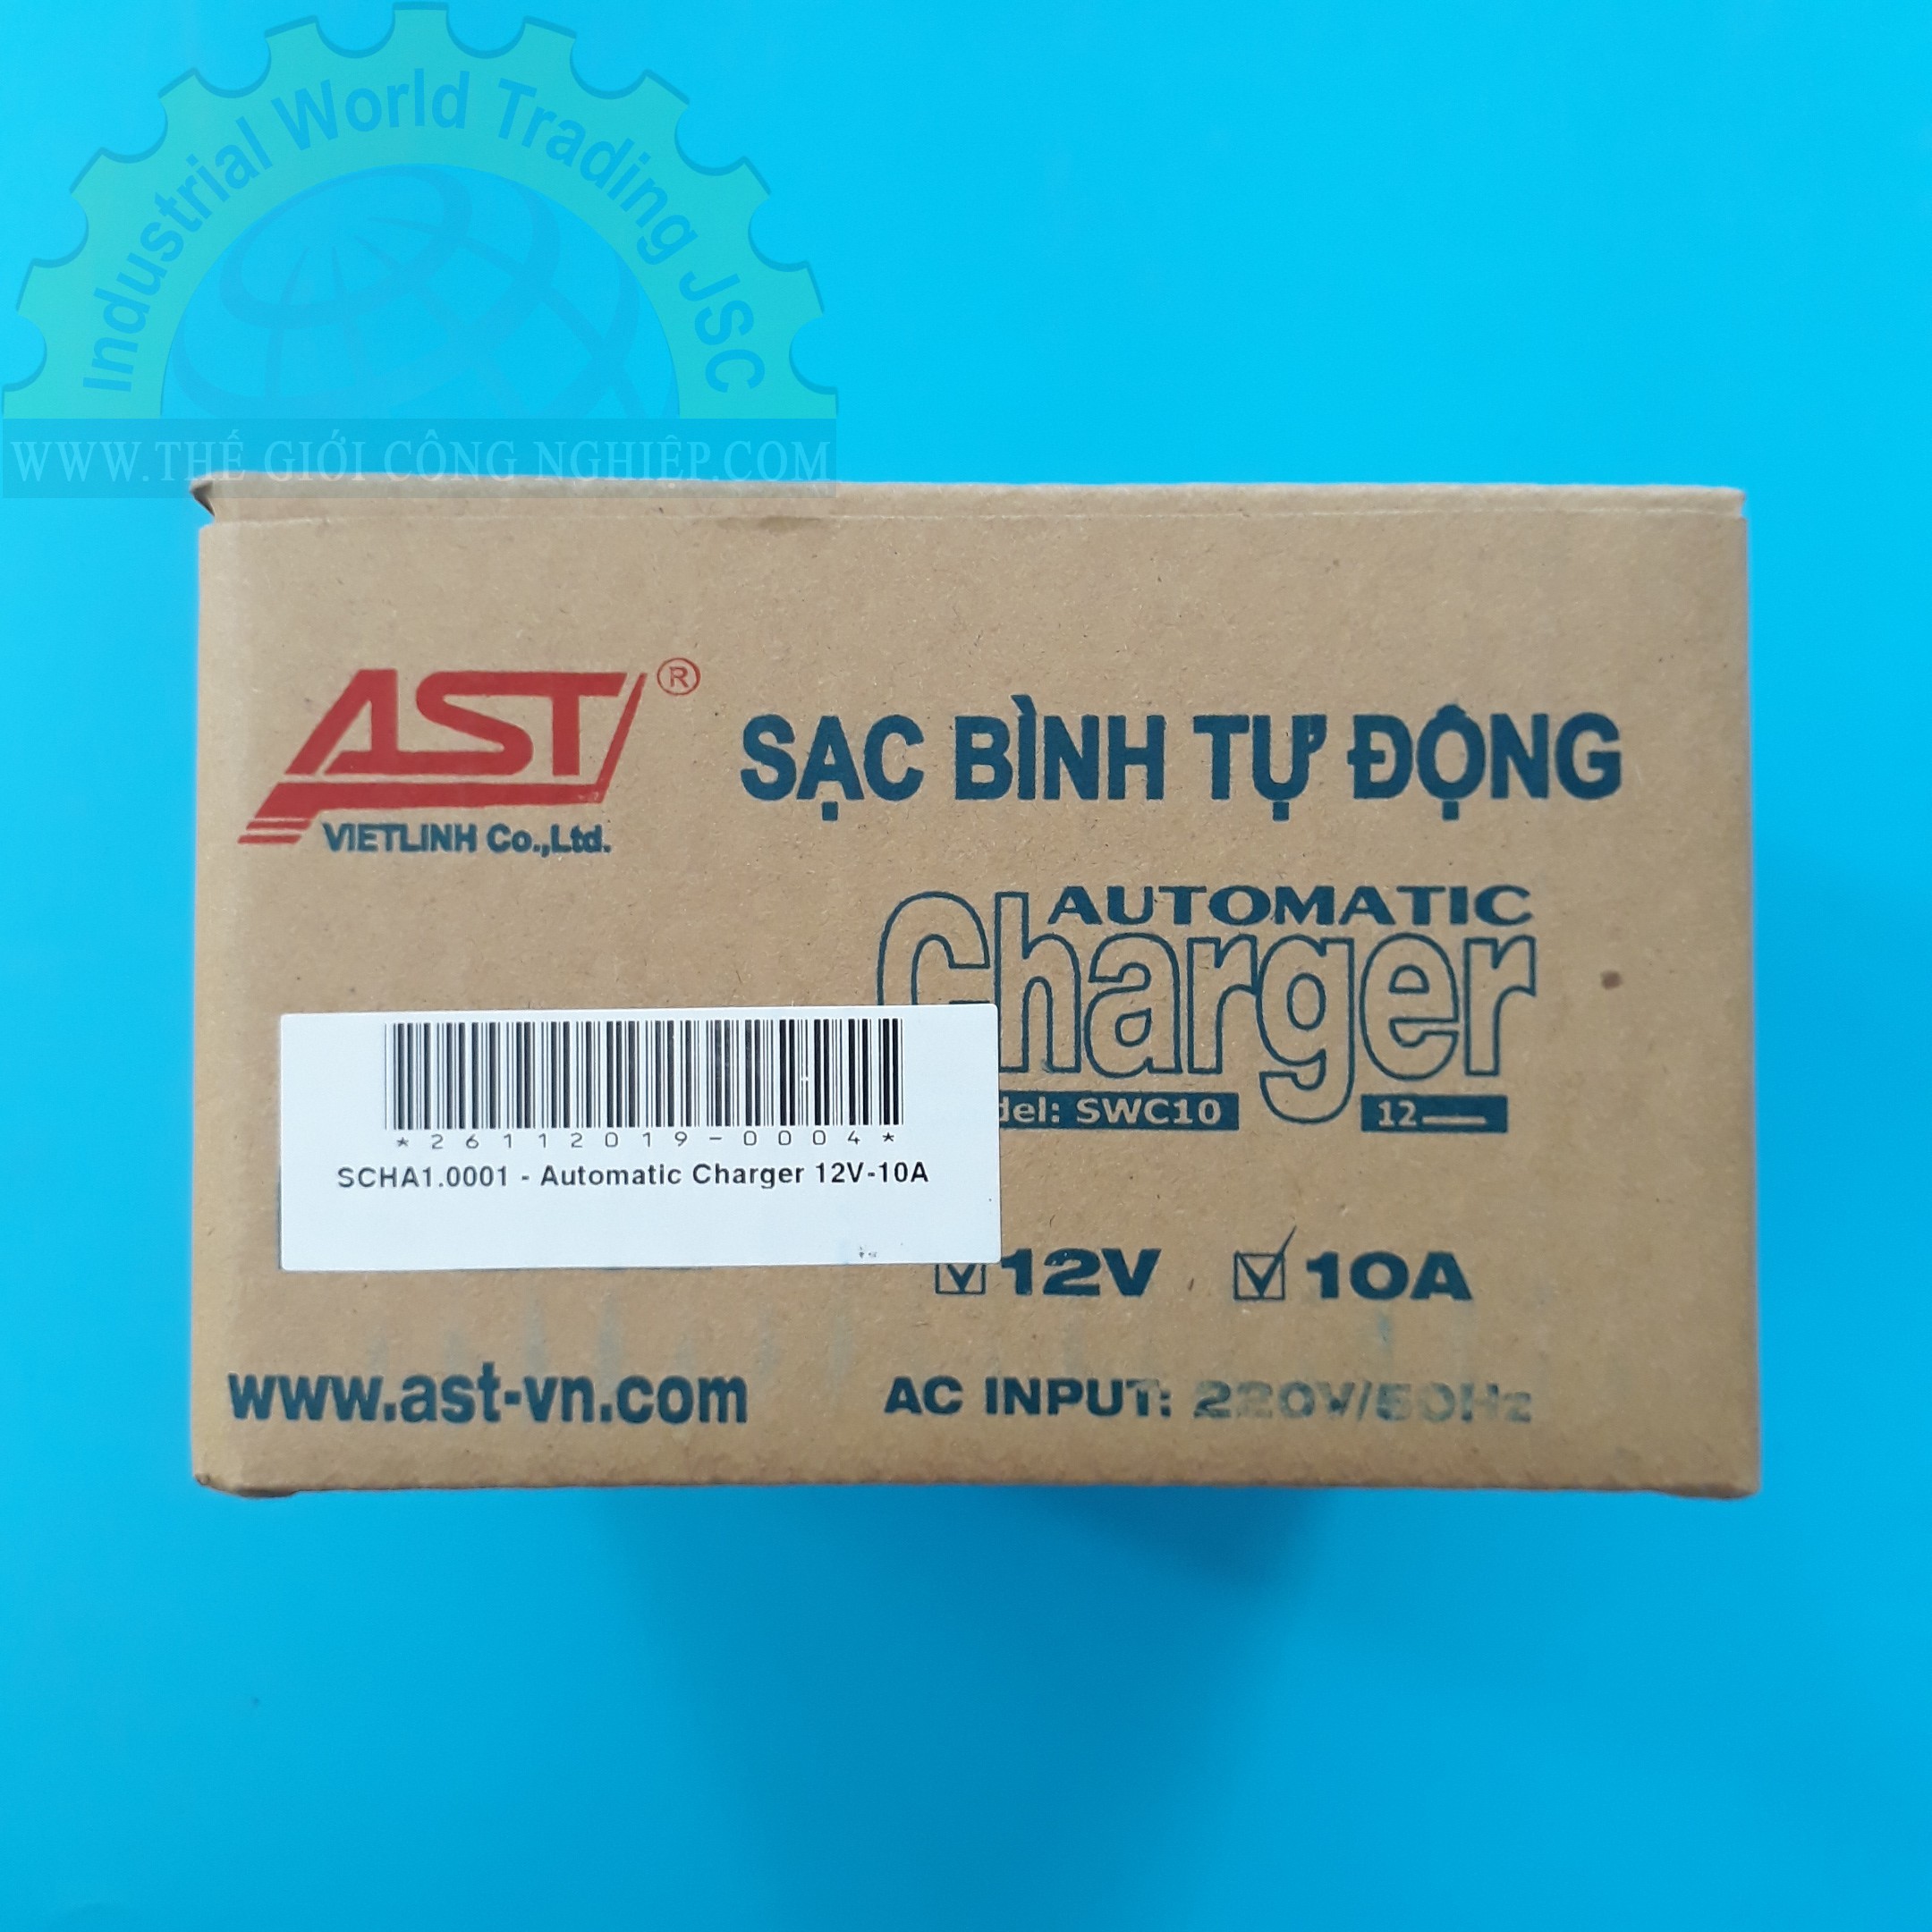 Industrial World Trading JSC
WWW.THẾ GIỚI CÔNG NGHIỆP.COM
AST®
VIETLINH Co.,Ltd.
SẠC BÌNH TỰ ĐỘNG
AUTOMATIC
Charger
del: SWC10
12
*26112019-0004*
SCHA1.0001 - Automatic Charger 12V-10A
12V 10A
www.ast-vn.com
AC INPUT: 220V/50Hz